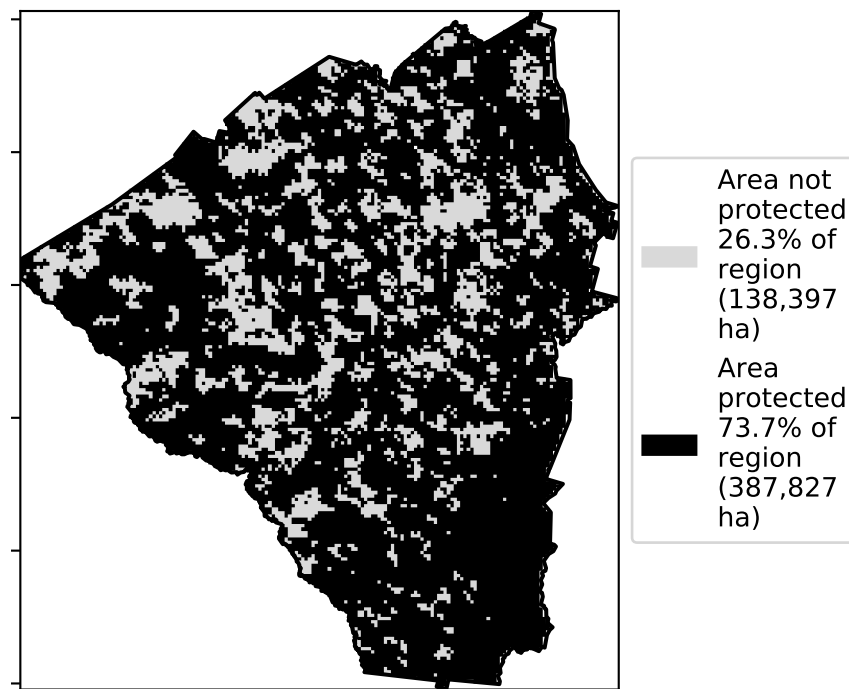 Area not
protected
26.3% of
region
(138,397
ha)
Area
protected
73.7% of
region
(387,827
ha)